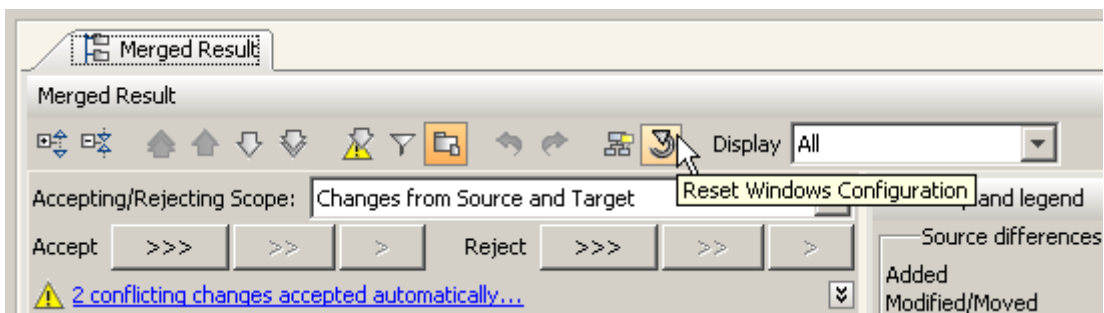 Merged Result
Merged Result
Display All
Reset Windows Configuration
Accepting/Rejecting Scope: Changes from Source and Target
and legend
Accept >>> >> > Reject >>> >> >
Source differences
Added
2 conflicting changes accepted automatically...
Modified/Moved